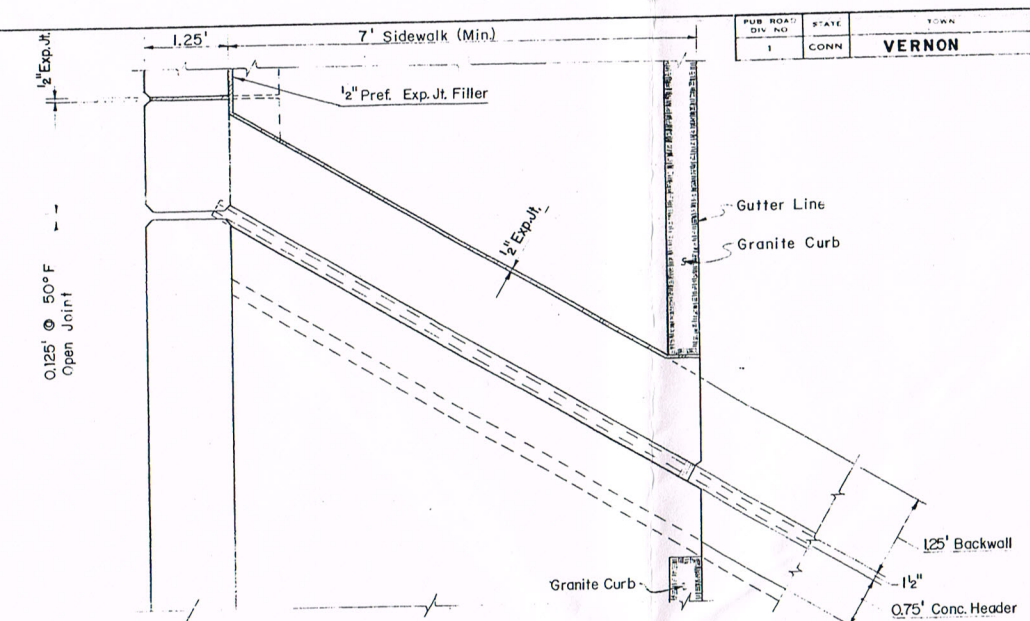 PUB ROAD DIV NO
STATE
TOWN
1
CONN
VERNON
1.25'
7' Sidewalk (Min.)
½" Exp.Jt.
½" Pref. Exp. Jt. Filler
½" Exp.Jt.
Gutter Line
Granite Curb
0.125' @ 50° F
Open Joint
1.25' Backwall
1½"
0.75' Conc. Header
Granite Curb